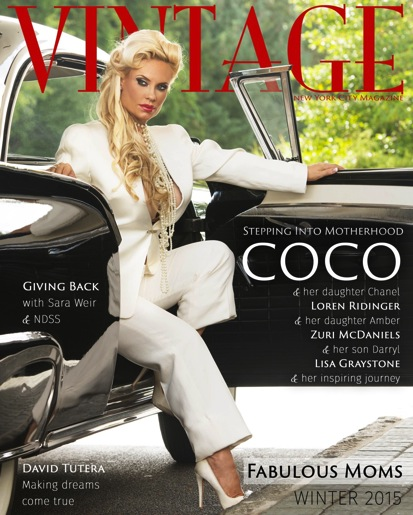 VINTAGE
New York City Magazine
Stepping Into Motherhood
COCO
& her daughter Chanel
Loren Ridinger
& her daughter Amber
Zuri McDaniels
& her son Darryl
Lisa Graystone
& her inspiring journey
Giving Back
with Sara Weir
& NDSS
David Tutera
Making dreams
come true
Fabulous Moms
WINTER 2015